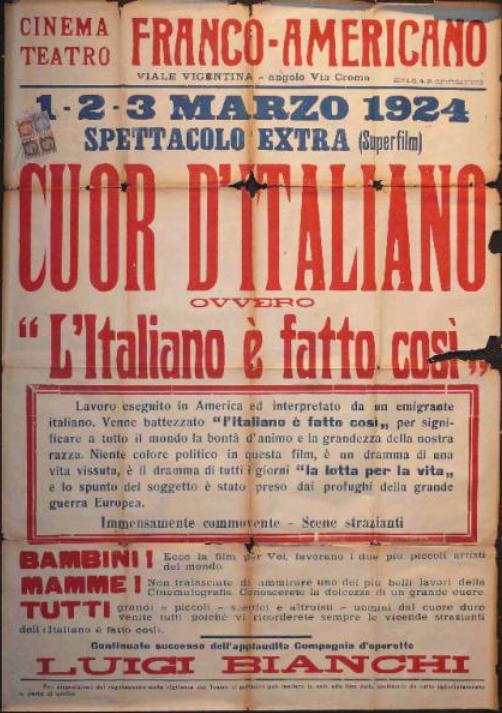 CINEMA TEATRO
FRANCO-AMERICANO
VIALE VIGENTINA - angolo Via Crema
1 - 2 - 3 MARZO 1924
SPETTACOLO EXTRA (Superfilm)
CUOR D'ITALIANO
OVVERO
“L'Italiano è fatto così„
Lavoro eseguito in America ed interpretato da un emigrante
italiano. Venne battezzato “l'italiano è fatto così„ per signi-
ficare a tutto il mondo la bontà d'animo e la grandezza della nostra
razza. Niente colore politico in questa film, è un dramma di una
vita vissuta, è il dramma di tutti i giorni “la lotta per la vita„
e lo spunto del soggetto è stato preso dai profughi della grande
guerra Europea.
Immensamente commovente - Scene strazianti
BAMBINI! Ecco la film per Voi, lavorano i due più piccoli artisti
del mondo.
MAMME! Non tralasciate di ammirare uno dei più belli lavori della
Cinematografia. Conoscerete la dolcezza di un grande cuore.
TUTTI grandi e piccoli - scettici e altruisti - uomini dal cuore duro
venite tutti poichè vi ricorderete sempre le vicende strazianti
dell'«Italiano è fatto così».
Continuato successo dell'applaudita Compagnia d'operette
LUIGI BIANCHI